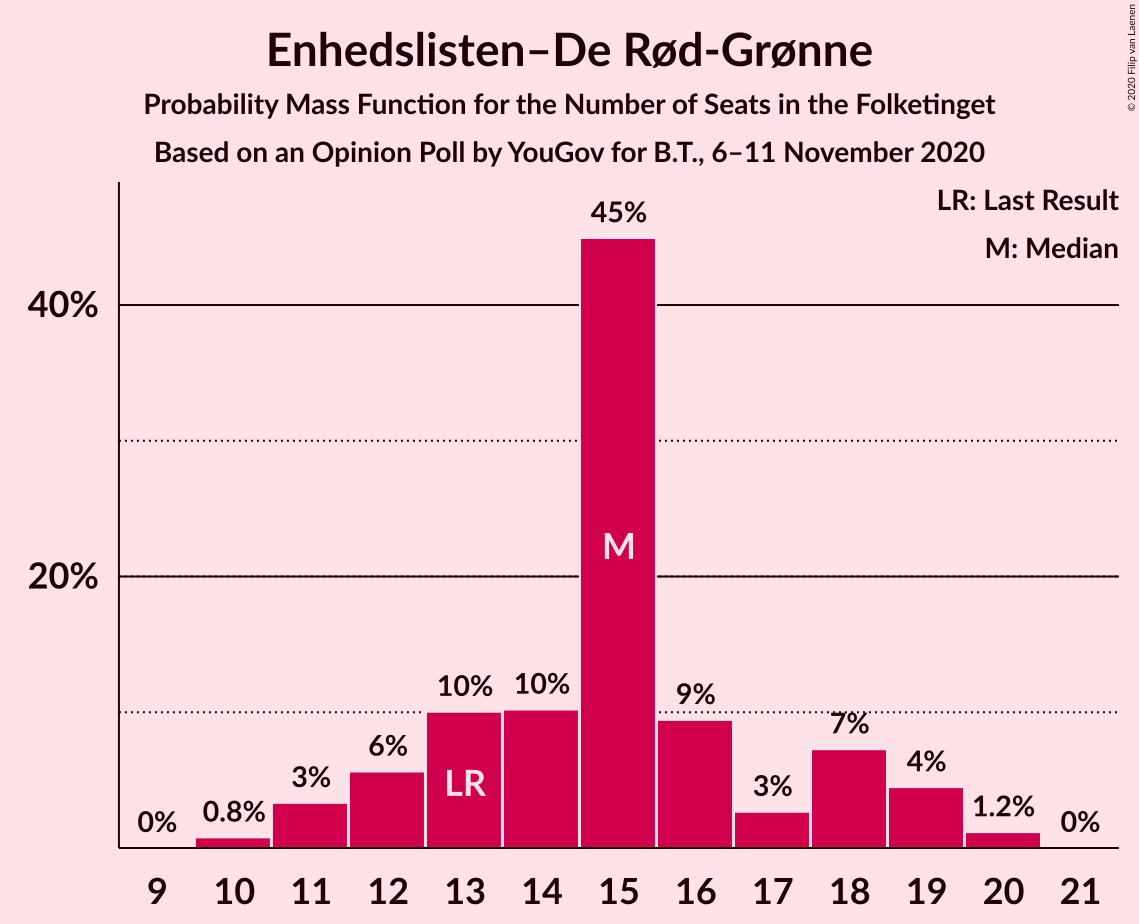 Enhedslisten–De Rød-Grønne
Probability Mass Function for the Number of Seats in the Folketinget
Based on an Opinion Poll by YouGov for B.T., 6–11 November 2020
© 2020 Filip van Laenen
LR: Last Result
M: Median
45%
40%
M
20%
10%
10%
9%
7%
6%
4%
3%
LR
3%
0%
0.8%
1.2%
0%
9 10 11 12 13 14 15 16 17 18 19 20 21